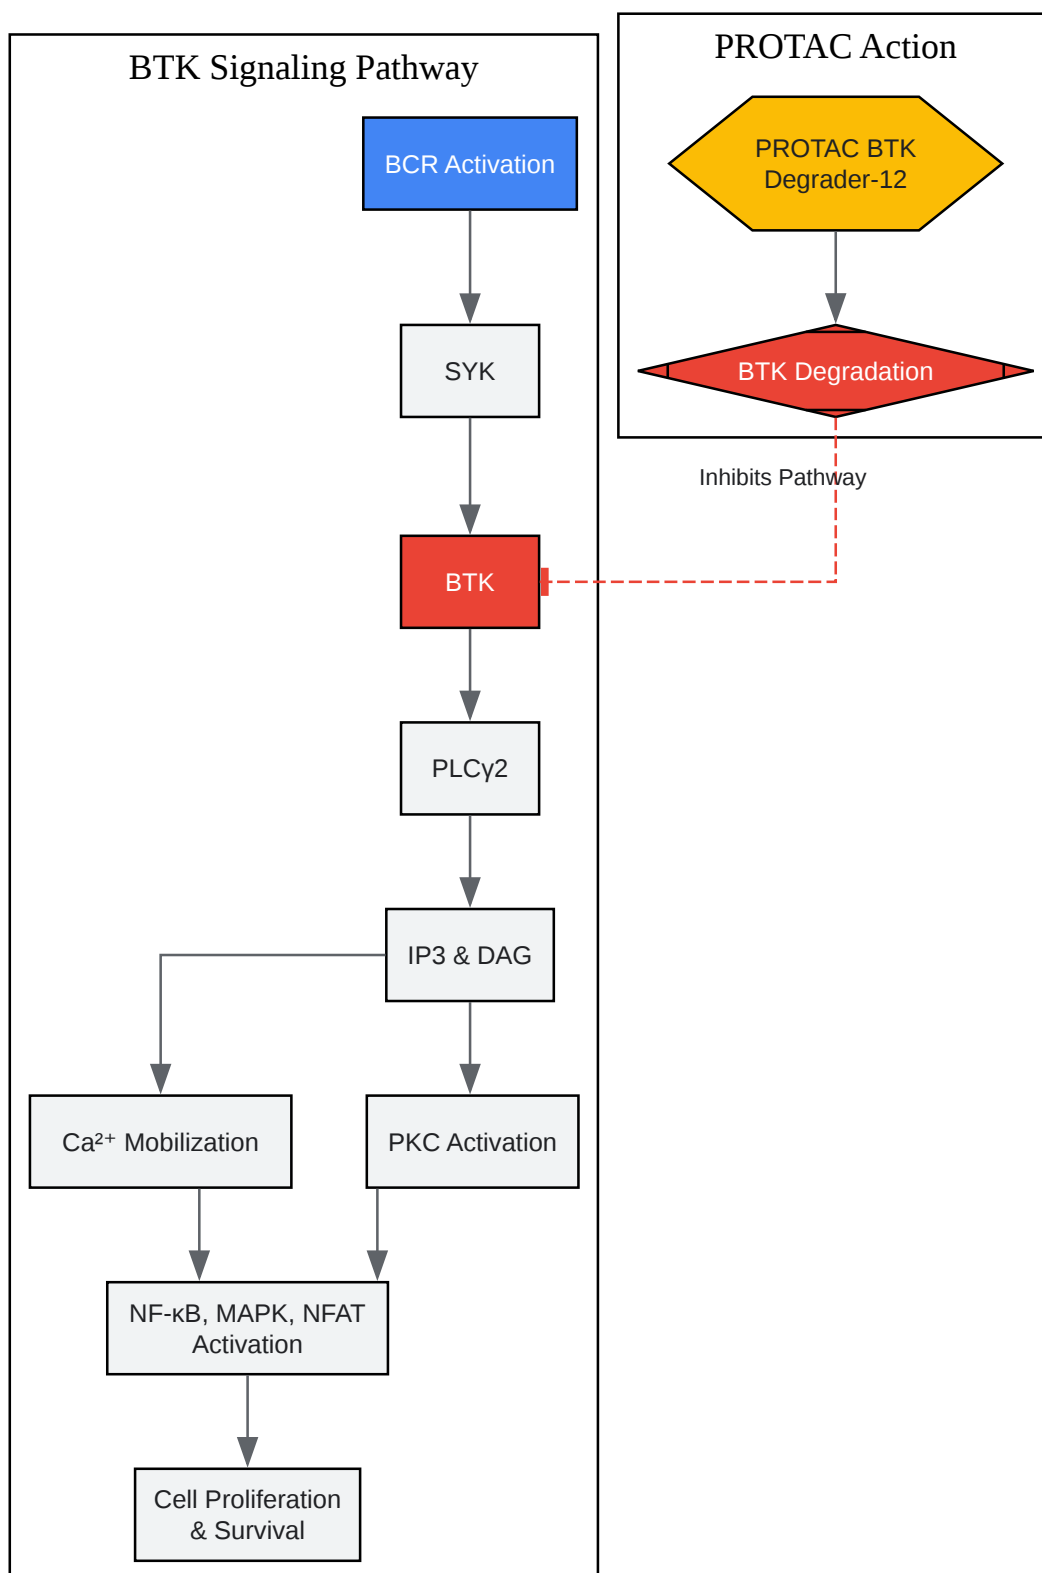 BTK Signaling Pathway
BCR Activation
SYK
BTK
PLCγ2
IP3 & DAG
Ca²⁺ Mobilization
PKC Activation
NF-κB, MAPK, NFAT
Activation
Cell Proliferation
& Survival
PROTAC Action
PROTAC BTK
Degrader-12
BTK Degradation
Inhibits Pathway